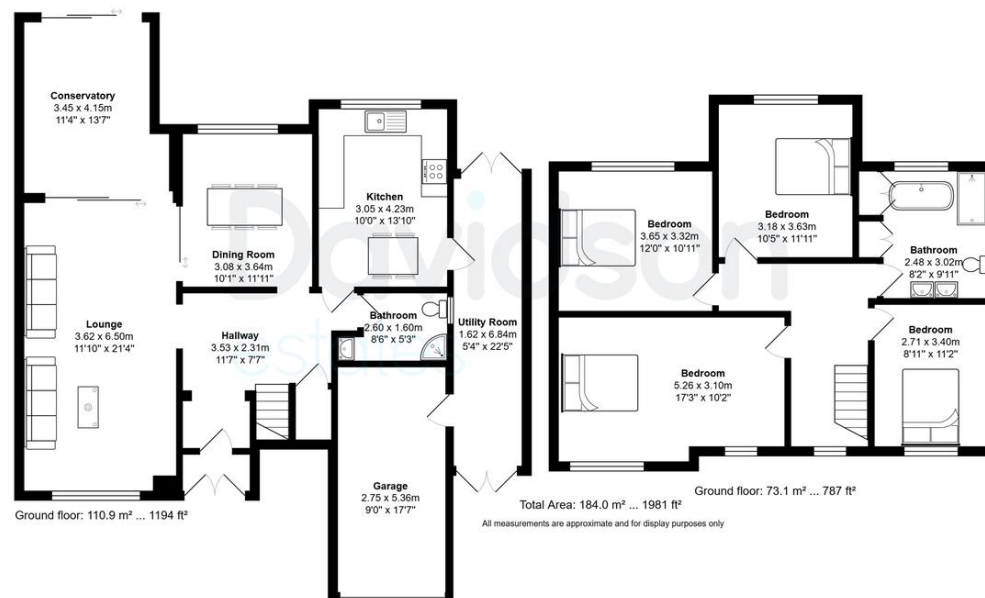 Conservatory
3.45 x 4.15m
11'4" x 13'7"
Kitchen
3.05 x 4.23m
10'0" x 13'10"
Dining Room
3.08 x 3.64m
10'1" x 11'11"
Lounge
3.62 x 6.50m
11'10" x 21'4"
Hallway
3.53 x 2.31m
11'7" x 7'7"
Bathroom
2.60 x 1.60m
8'6" x 5'3"
Utility Room
1.62 x 6.84m
5'4" x 22'5"
Garage
2.75 x 5.36m
9'0" x 17'7"
Ground floor: 110.9 m² ... 1194 ft²
Bedroom
3.65 x 3.32m
12'0" x 10'11"
Bedroom
3.18 x 3.63m
10'5" x 11'11"
Bathroom
2.48 x 3.02m
8'2" x 9'11"
Bedroom
5.26 x 3.10m
17'3" x 10'2"
Bedroom
2.71 x 3.40m
8'11" x 11'2"
Ground floor: 73.1 m² ... 787 ft²
Total Area: 184.0 m² ... 1981 ft²
All measurements are approximate and for display purposes only
Davidson
estates